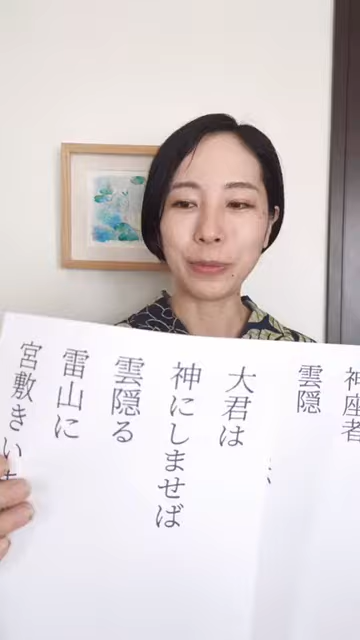 神座者
雲隠
大君は
神にしませば
雲隠る
雷山に
宮敷きい